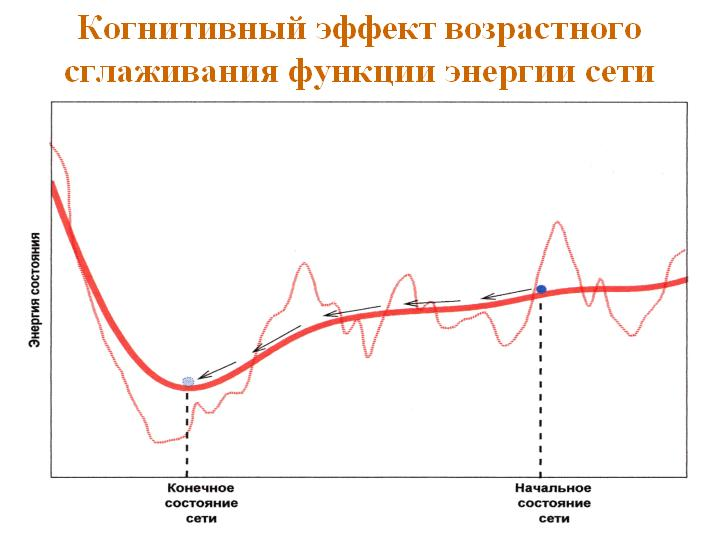 Когнитивный эффект возрастного
сглаживания функции энергии сети
Энергия состояния
Конечное
состояние
сети
Начальное
состояние
сети